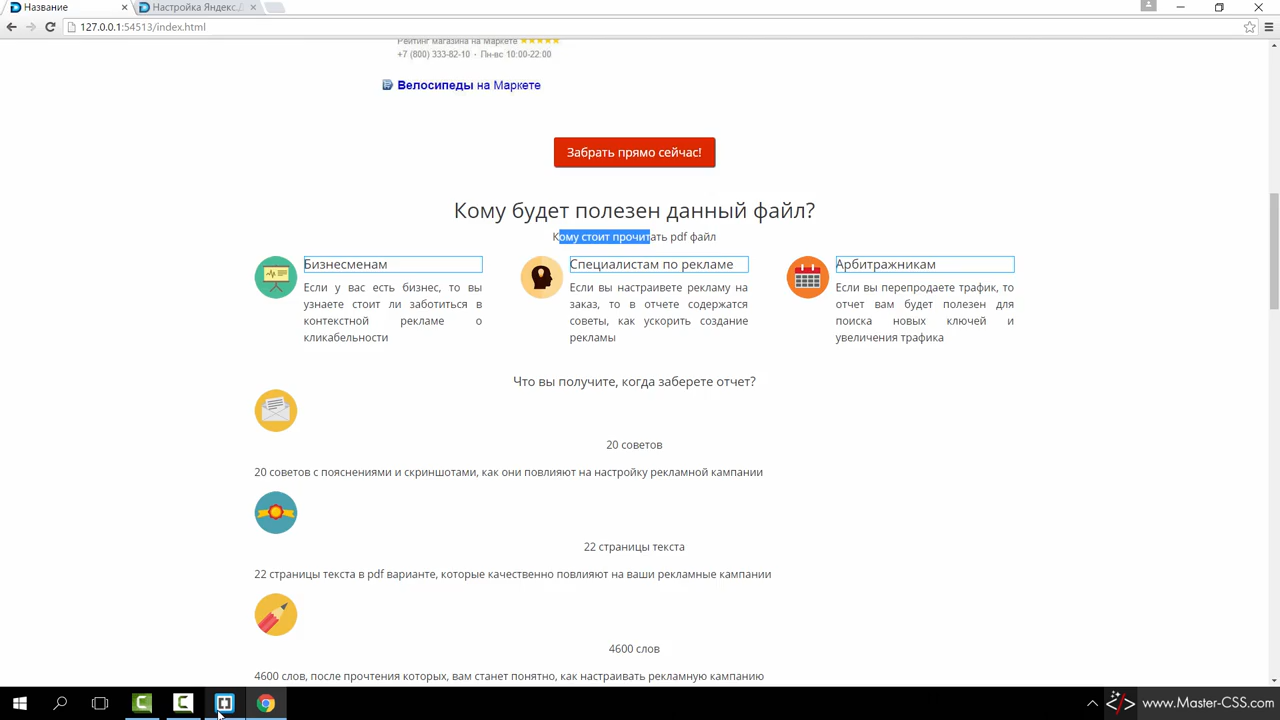 Название
Настройка Яндекс.Д
127.0.0.1:54513/index.html
Рейтинг магазина на Маркете
+7 (800) 333-82-10 · Пн-вс 10:00-22:00
Велосипеды на Маркете
Забрать прямо сейчас!
Кому будет полезен данный файл?
Кому стоит прочитать pdf файл
Бизнесменам
Если у вас есть бизнес, то вы
узнаете стоит ли заботиться в
контекстной рекламе о
кликабельности
Специалистам по рекламе
Если вы настраивете рекламу на
заказ, то в отчете содержатся
советы, как ускорить создание
рекламы
Арбитражникам
Если вы перепродаете трафик, то
отчет вам будет полезен для
поиска новых ключей и
увеличения трафика
Что вы получите, когда заберете отчет?
20 советов
20 советов с пояснениями и скриншотами, как они повлияют на настройку рекламной кампании
22 страницы текста
22 страницы текста в pdf варианте, которые качественно повлияют на ваши рекламные кампании
4600 слов
4600 слов, после прочтения которых, вам станет понятно, как настраивать рекламную кампанию
www.Master-CSS.com